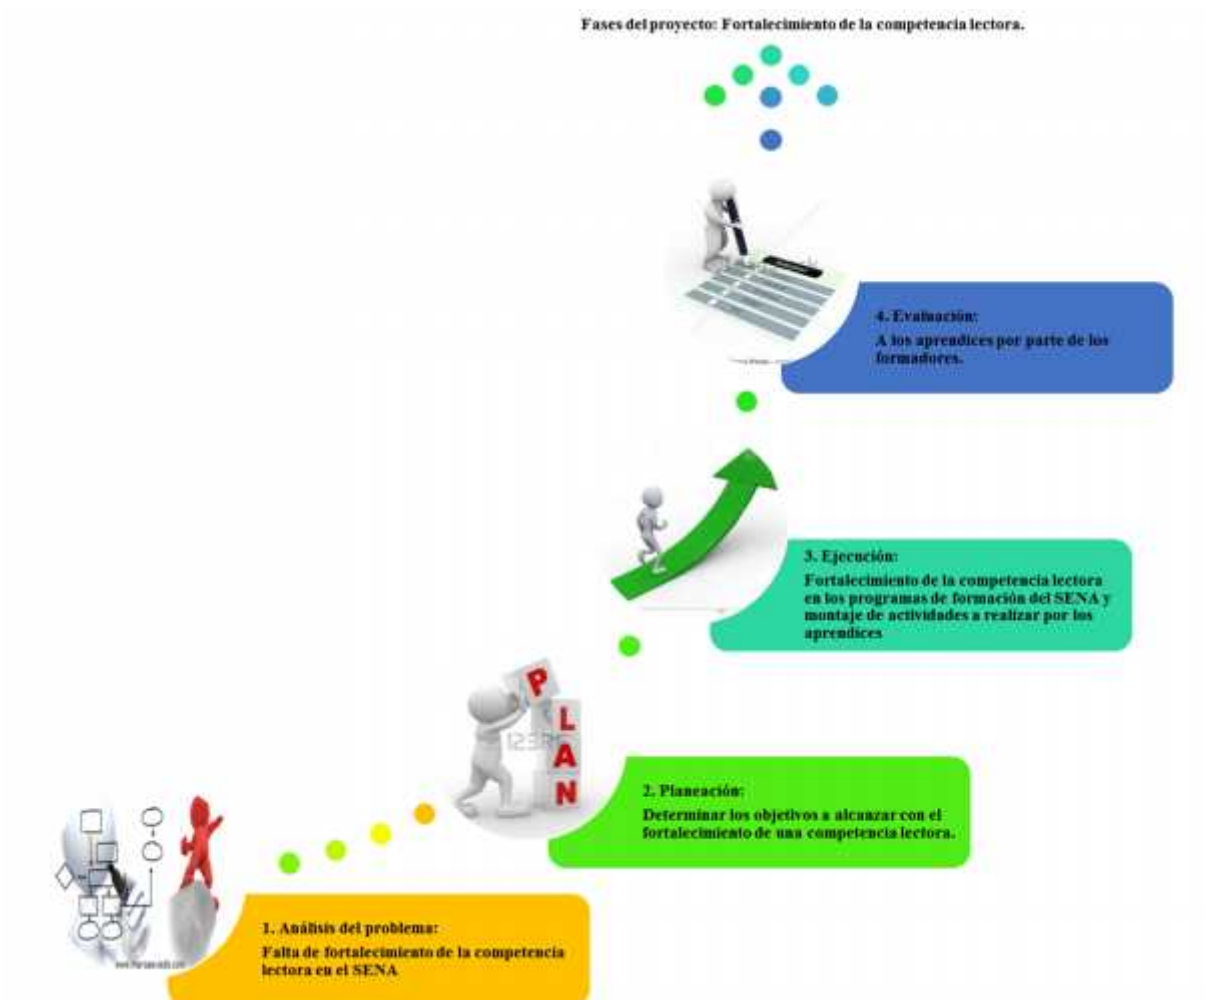 Fases del proyecto: Fortalecimiento de la competencia lectora.
4. Evaluación:
A los aprendices por parte de los
formadores.
3. Ejecución:
Fortalecimiento de la competencia lectora
en los programas de formación del SENA y
montaje de actividades a realizar por los
aprendices
P
L
A
N
2. Planeación:
Determinar los objetivos a alcanzar con el
fortalecimiento de una competencia lectora.
1. Análisis del problema:
Falta de fortalecimiento de la competencia
lectora en el SENA